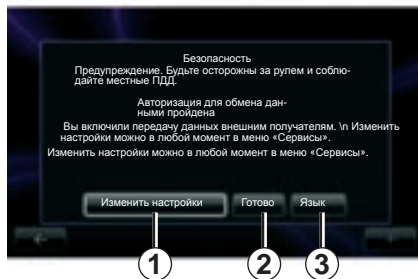 Безопасность
Предупреждение. Будьте осторожны за рулем и соблю-
дайте местные ПДД.
Авторизация для обмена дан-
ными пройдена
Вы включили передачу данных внешним получателям. \n Изменить
настройки можно в любой момент в меню «Сервисы».
Изменить настройки можно в любой момент в меню «Сервисы».
Изменить настройки
Готово
Язык
1
2
3